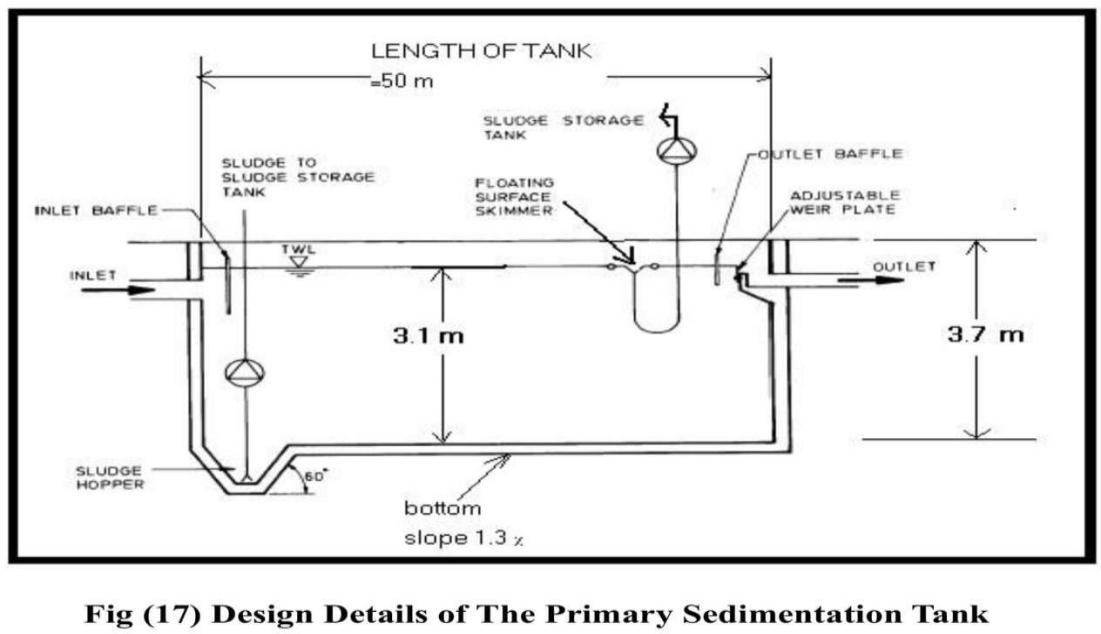 LENGTH OF TANK
=50 m
SLUDGE STORAGE
TANK
OUTLET BAFFLE
SLUDGE TO
SLUDGE STORAGE
TANK
FLOATING
SURFACE
SKIMMER
ADJUSTABLE
WEIR PLATE
INLET BAFFLE
TWL
INLET
OUTLET
3.1 m
3.7 m
SLUDGE
HOPPER
60°
bottom
slope 1.3 %
Fig (17) Design Details of The Primary Sedimentation Tank